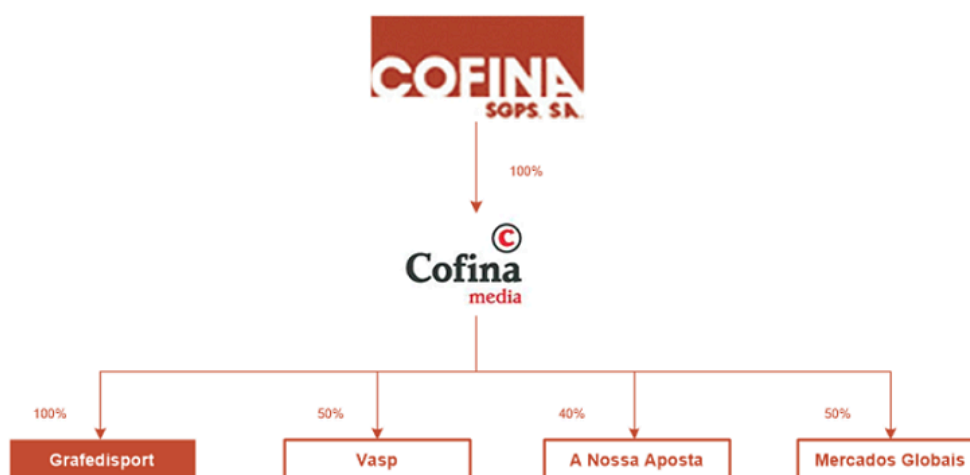 COFINA
SGPS, SA.
100%
C
Cofina
media
100%
50%
40%
50%
Grafedisport
Vasp
A Nossa Aposta
Mercados Globais